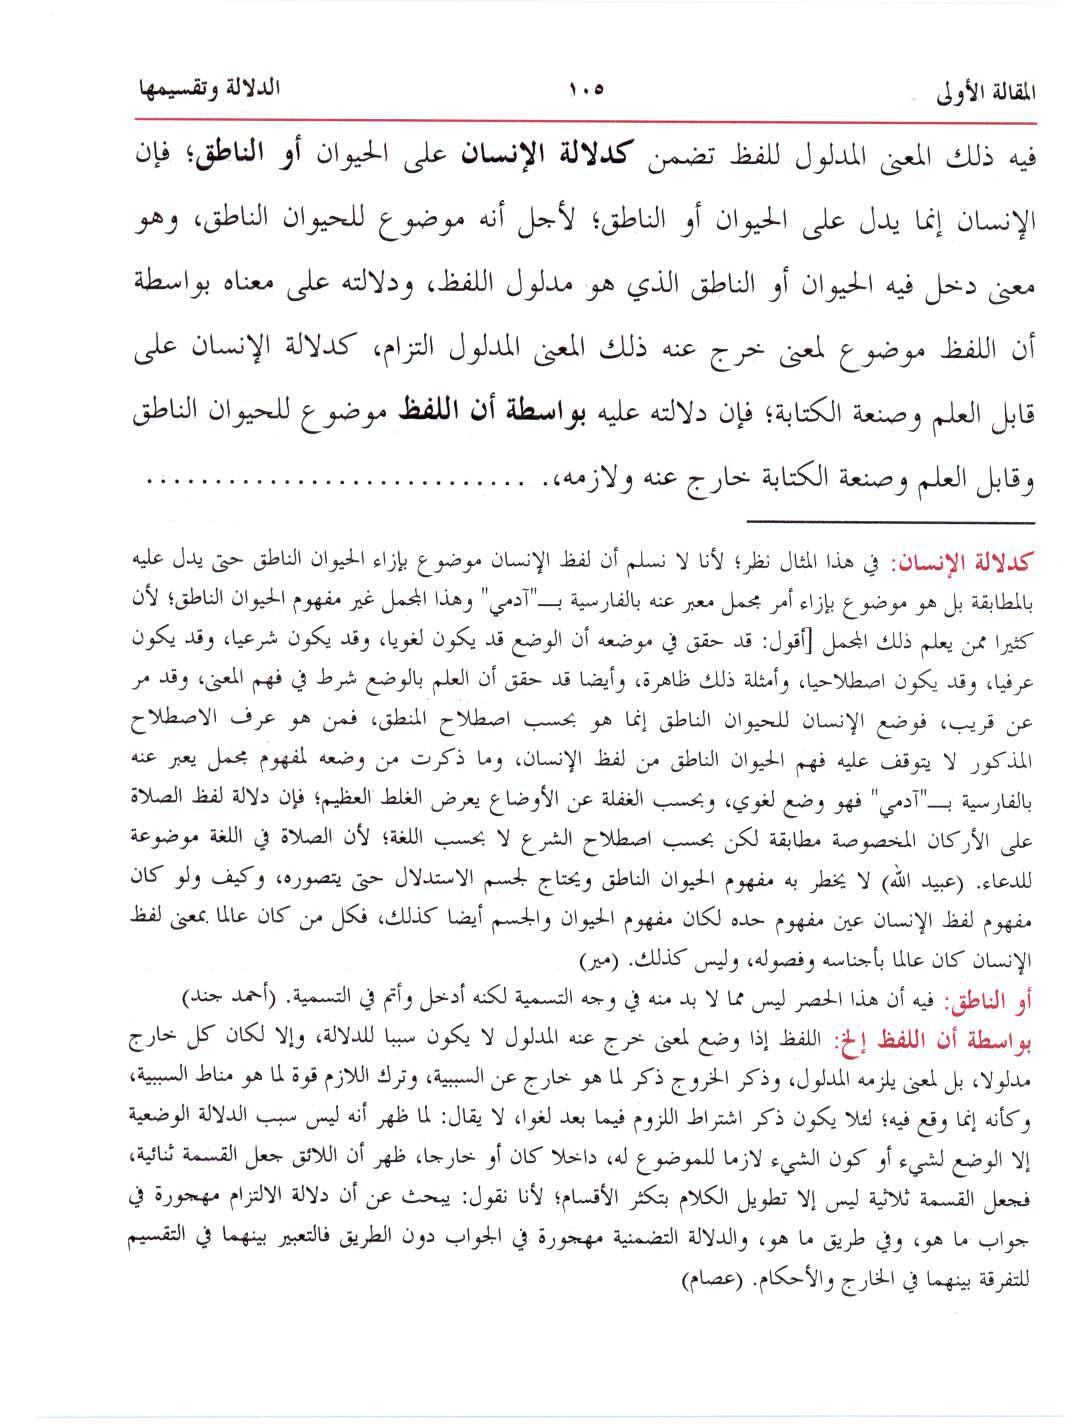 المقالة الأولى ١٠٥ الدلالة وتقسيمها
فيه ذلك المعنى المدلول للفظ تضمن كدلالة الإنسان على الحيوان أو الناطق؛ فإن
الإنسان إنما يدل على الحيوان أو الناطق؛ لأجل أنه موضوع للحيوان الناطق، وهو
معنى دخل فيه الحيوان أو الناطق الذي هو مدلول اللفظ، ودلالته على معناه بواسطة
أن اللفظ موضوع لمعنى خرج عنه ذلك المعنى المدلول التزام، كدلالة الإنسان على
قابل العلم وصنعة الكتابة؛ فإن دلالته عليه بواسطة أن اللفظ موضوع للحيوان الناطق
وقابل العلم وصنعة الكتابة خارج عنه ولازمه،. ............................
كدلالة الإنسان: في هذا المثال نظر؛ لأنا لا نسلم أن لفظ الإنسان موضوع بإزاء الحيوان الناطق حتى يدل عليه
بالمطابقة بل هو موضوع بإزاء أمر مجمل معبر عنه بالفارسية بـــ"آدمي" وهذا المجمل غير مفهوم الحيوان الناطق؛ لأن
كثيرا ممن يعلم ذلك المجمل [أقول: قد حقق في موضعه أن الوضع قد يكون لغويا، وقد يكون شرعيا، وقد يكون
عرفيا، وقد يكون اصطلاحيا، وأمثلة ذلك ظاهرة، وأيضا قد حقق أن العلم بالوضع شرط في فهم المعنى، وقد مر
عن قريب، فوضع الإنسان للحيوان الناطق إنما هو بحسب اصطلاح المنطق، فمن هو عرف الاصطلاح
المذكور لا يتوقف عليه فهم الحيوان الناطق من لفظ الإنسان، وما ذكرت من وضعه لمفهوم مجمل يعبر عنه
بالفارسية بـــ"آدمي" فهو وضع لغوي، وبحسب الغفلة عن الأوضاع يعرض الغلط العظيم؛ فإن دلالة لفظ الصلاة
على الأركان المخصوصة مطابقة لكن بحسب اصطلاح الشرع لا بحسب اللغة؛ لأن الصلاة في اللغة موضوعة
للدعاء. (عبيد الله) لا يخطر به مفهوم الحيوان الناطق ويحتاج لجسم الاستدلال حتى يتصوره، وكيف ولو كان
مفهوم لفظ الإنسان عين مفهوم حده لكان مفهوم الحيوان والجسم أيضا كذلك، فكل من كان عالما بمعنى لفظ
الإنسان كان عالما بأجناسه وفصوله، وليس كذلك. (مير)
أو الناطق: فيه أن هذا الحصر ليس مما لا بد منه في وجه التسمية لكنه أدخل وأتم في التسمية. (أحمد جند)
بواسطة أن اللفظ إلخ: اللفظ إذا وضع لمعنى خرج عنه المدلول لا يكون سببا للدلالة، وإلا لكان كل خارج
مدلولا، بل لمعنى يلزمه المدلول، وذكر الخروج ذكر لما هو خارج عن السببية، وترك اللازم قوة لما هو مناط السببية،
وكأنه إنما وقع فيه؛ لئلا يكون ذكر اشتراط اللزوم فيما بعد لغوا، لا يقال: لما ظهر أنه ليس سبب الدلالة الوضعية
إلا الوضع لشيء أو كون الشيء لازما للموضوع له، داخلا كان أو خارجا، ظهر أن اللائق جعل القسمة ثنائية،
فجعل القسمة ثلاثية ليس إلا تطويل الكلام بتكثر الأقسام؛ لأنا نقول: يبحث عن أن دلالة الالتزام مهجورة في
جواب ما هو، وفي طريق ما هو، والدلالة التضمنية مهجورة في الجواب دون الطريق فالتعبير بينهما في التقسيم
للتفرقة بينهما في الخارج والأحكام. (عصام)